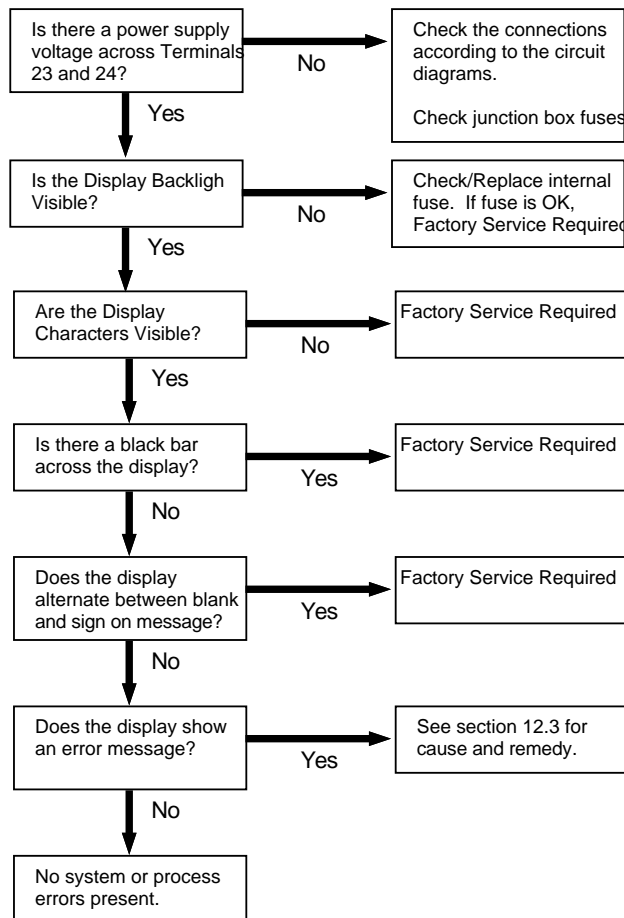 Is there a power supply
voltage across Terminals
23 and 24?
No
Check the connections
according to the circuit
diagrams.
Check junction box fuses
Yes
Is the Display Backligh
Visible?
No
Check/Replace internal
fuse. If fuse is OK,
Factory Service Required
Yes
Are the Display
Characters Visible?
No
Factory Service Required
Yes
Is there a black bar
across the display?
Yes
Factory Service Required
No
Does the display
alternate between blank
and sign on message?
Yes
Factory Service Required
No
Does the display show
an error message?
Yes
See section 12.3 for
cause and remedy.
No
No system or process
errors present.